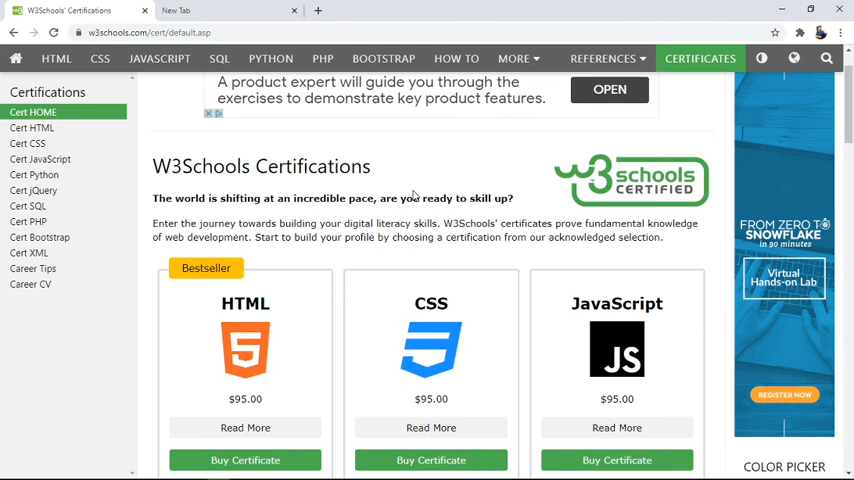 W3Schools' Certifications
New Tab
w3schools.com/cert/default.asp
HTML CSS JAVASCRIPT SQL PYTHON PHP BOOTSTRAP HOW TO MORE REFERENCES CERTIFICATES
Certifications
Cert HOME
Cert HTML
Cert CSS
Cert JavaScript
Cert Python
Cert jQuery
Cert SQL
Cert PHP
Cert Bootstrap
Cert XML
Career Tips
Career CV
A product expert will guide you through the
exercises to demonstrate key product features.
OPEN
W3Schools Certifications
The world is shifting at an incredible pace, are you ready to skill up?
Enter the journey towards building your digital literacy skills. W3Schools' certificates prove fundamental knowledge
of web development. Start to build your profile by choosing a certification from our acknowledged selection.
w3schools
CERTIFIED
Bestseller
HTML
5
$95.00
Read More
Buy Certificate
CSS
$95.00
Read More
Buy Certificate
JavaScript
JS
$95.00
Read More
Buy Certificate
FROM ZERO TO
SNOWFLAKE
in 90 minutes
Virtual
Hands-on Lab
REGISTER NOW
COLOR PICKER